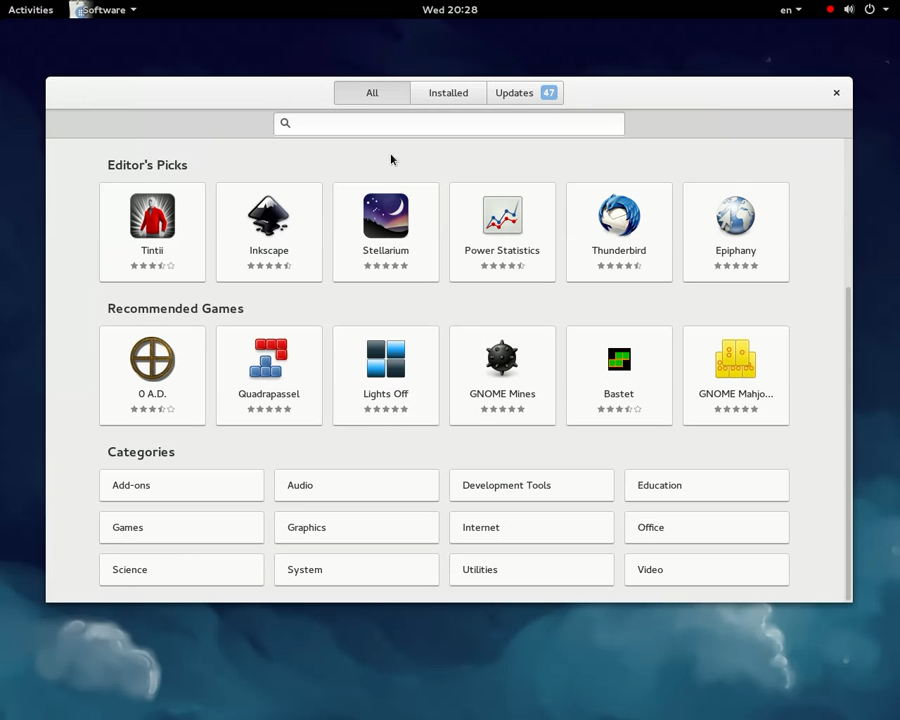 Activities Software Wed 20:28 en
All Installed Updates 47
Editor's Picks
Tintii Inkscape Stellarium Power Statistics Thunderbird Epiphany
Recommended Games
0 A.D. Quadrapassel Lights Off GNOME Mines Bastet GNOME Mahjo...
Categories
Add-ons Audio Development Tools Education
Games Graphics Internet Office
Science System Utilities Video